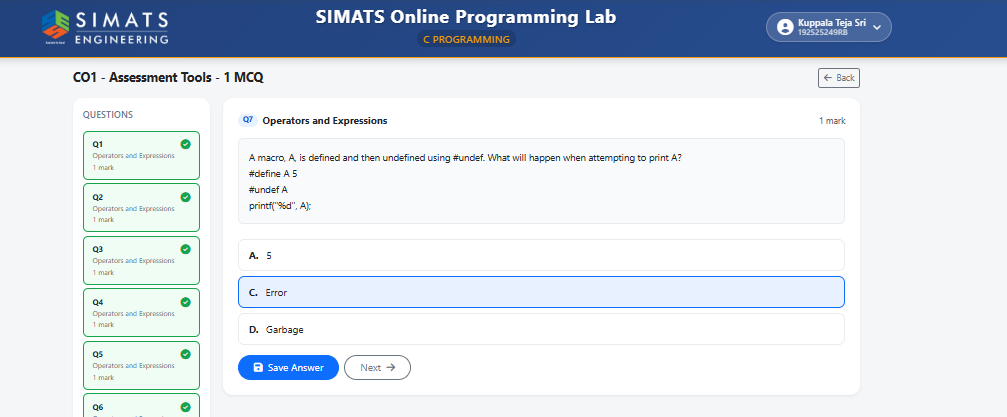 SIMATS
ENGINEERING
SIMATS Online Programming Lab
C PROGRAMMING
Kuppala Teja Sri
192525249RB
CO1 - Assessment Tools - 1 MCQ
← Back
QUESTIONS
Q1
Operators and Expressions
1 mark
Q2
Operators and Expressions
1 mark
Q3
Operators and Expressions
1 mark
Q4
Operators and Expressions
1 mark
Q5
Operators and Expressions
1 mark
Q6
Q7 Operators and Expressions 1 mark
A macro, A, is defined and then undefined using #undef. What will happen when attempting to print A?
#define A 5
#undef A
printf("%d", A);
A. 5
C. Error
D. Garbage
Save Answer
Next →